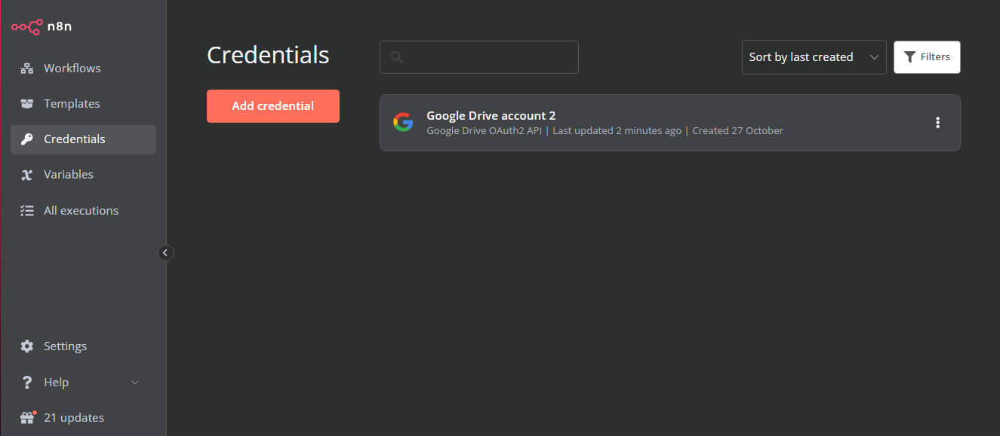 n8n
Workflows
Templates
Credentials
Variables
All executions
Settings
Help
21 updates
Credentials
Add credential
Sort by last created
Filters
Google Drive account 2
Google Drive OAuth2 API | Last updated 2 minutes ago | Created 27 October